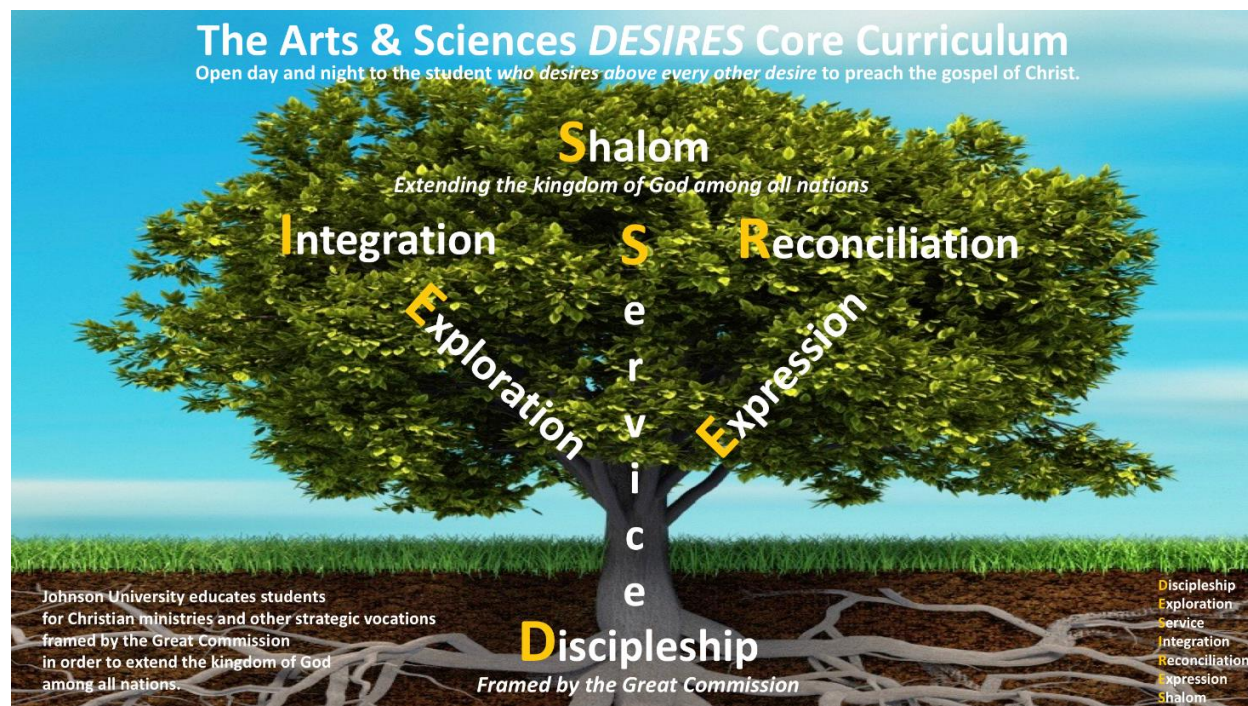 The Arts & Sciences DESIRES Core Curriculum
Open day and night to the student who desires above every other desire to preach the gospel of Christ.
Shalom
Extending the kingdom of God among all nations
Integration
Service
Reconciliation
Exploration
Expression
Discipleship
Framed by the Great Commission
Johnson University educates students
for Christian ministries and other strategic vocations
framed by the Great Commission
in order to extend the kingdom of God
among all nations.
Discipleship
Exploration
Service
Integration
Reconciliation
Expression
Shalom